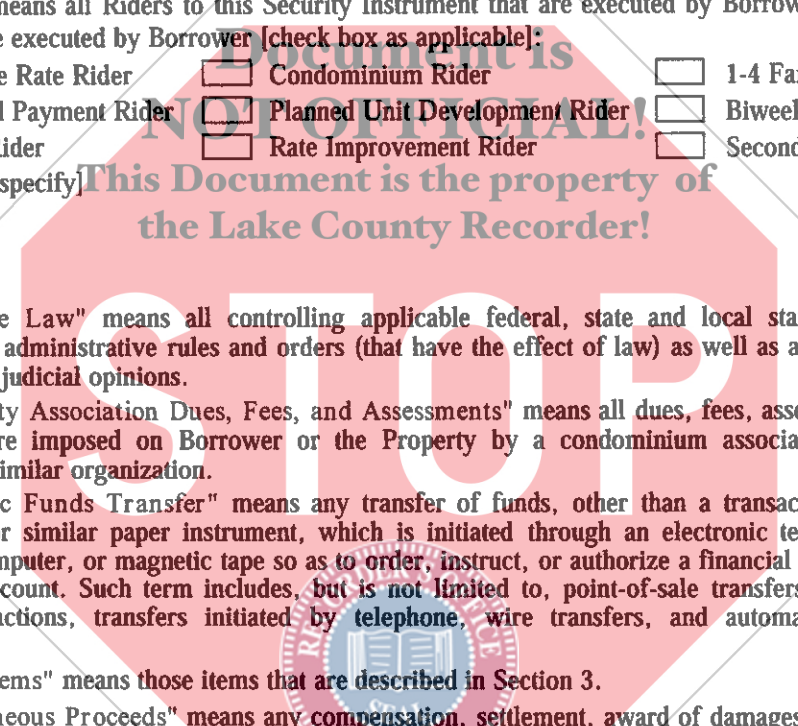 means all Riders to this Security Instrument that are executed by Borrow
e executed by Borrower [check box as applicable]:
Document is
e Rate Rider Condominium Rider 1-4 Fa
l Payment Rider Planned Unit Development Rider Biweel
NOT OFFICIAL!
ider Rate Improvement Rider Second
specify]
This Document is the property of
the Lake County Recorder!
STOP
e Law" means all controlling applicable federal, state and local sta
administrative rules and orders (that have the effect of law) as well as a
judicial opinions.
ty Association Dues, Fees, and Assessments" means all dues, fees, asse
re imposed on Borrower or the Property by a condominium associa
imilar organization.
ic Funds Transfer" means any transfer of funds, other than a transac
r similar paper instrument, which is initiated through an electronic te
mputer, or magnetic tape so as to order, instruct, or authorize a financial
count. Such term includes, but is not limited to, point-of-sale transfers
actions, transfers initiated by telephone, wire transfers, and automa
RECORDER'S OFFICE
ems" means those items that are described in Section 3.
SEAL
neous Proceeds" means any compensation, settlement, award of damages